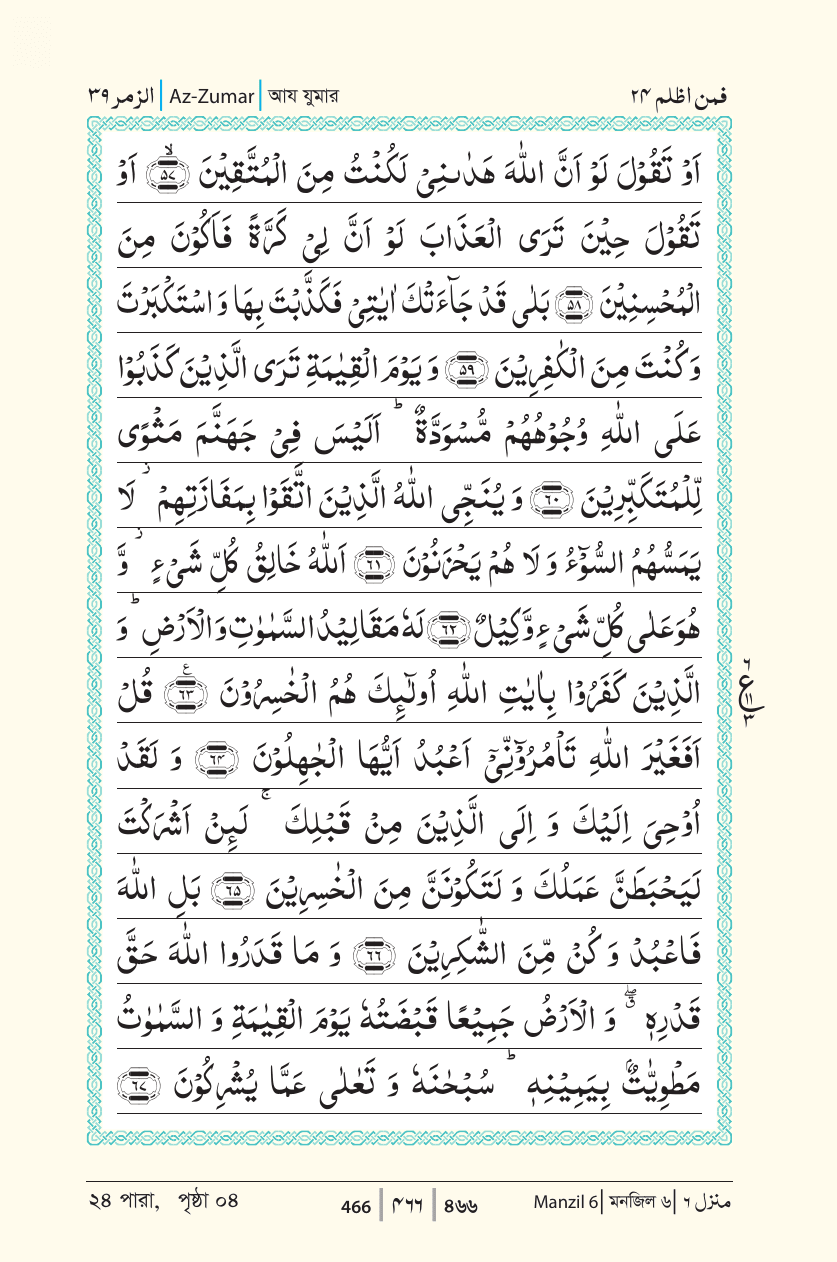 الزمر ٣٩ | Az-Zumar | আয যুমার فمن اظلم ٢٤
اَوْ تَقُوْلَ لَوْ اَنَّ اللّٰهَ هَدٰىنِیْ لَكُنْتُ مِنَ الْمُتَّقِیْنَ ۙ﴿٥٧﴾ اَوْ
تَقُوْلَ حِیْنَ تَرَی الْعَذَابَ لَوْ اَنَّ لِیْ كَرَّةً فَاَكُوْنَ مِنَ
الْمُحْسِنِیْنَ ﴿٥٨﴾ بَلٰی قَدْ جَآءَتْكَ اٰیٰتِیْ فَكَذَّبْتَ بِهَا وَ اسْتَكْبَرْتَ
وَ كُنْتَ مِنَ الْكٰفِرِیْنَ ﴿٥٩﴾ وَ یَوْمَ الْقِیٰمَةِ تَرَی الَّذِیْنَ كَذَبُوْا
عَلَی اللّٰهِ وُجُوْهُهُمْ مُّسْوَدَّةٌ ؕ اَلَیْسَ فِیْ جَهَنَّمَ مَثْوًی
لِّلْمُتَكَبِّرِیْنَ ﴿٦٠﴾ وَ یُنَجِّی اللّٰهُ الَّذِیْنَ اتَّقَوْا بِمَفَازَتِهِمْ ؗ لَا
یَمَسُّهُمُ السُّوْٓءُ وَ لَا هُمْ یَحْزَنُوْنَ ﴿٦١﴾ اَللّٰهُ خَالِقُ كُلِّ شَیْءٍ ؗ وَّ
هُوَ عَلٰی كُلِّ شَیْءٍ وَّكِیْلٌ ﴿٦٢﴾ لَهٗ مَقَالِیْدُ السَّمٰوٰتِ وَ الْاَرْضِ ؕ وَ
الَّذِیْنَ كَفَرُوْا بِاٰیٰتِ اللّٰهِ اُولٰٓىِٕكَ هُمُ الْخٰسِرُوْنَ ﴿٦٣﴾ۧ قُلْ
٦ ع ١١ ٣
اَفَغَیْرَ اللّٰهِ تَاْمُرُوْٓنِّیْۤ اَعْبُدُ اَیُّهَا الْجٰهِلُوْنَ ﴿٦٤﴾ وَ لَقَدْ
اُوْحِیَ اِلَیْكَ وَ اِلَی الَّذِیْنَ مِنْ قَبْلِكَ ۚ لَىِٕنْ اَشْرَكْتَ
لَیَحْبَطَنَّ عَمَلُكَ وَ لَتَكُوْنَنَّ مِنَ الْخٰسِرِیْنَ ﴿٦٥﴾ بَلِ اللّٰهَ
فَاعْبُدْ وَ كُنْ مِّنَ الشّٰكِرِیْنَ ﴿٦٦﴾ وَ مَا قَدَرُوا اللّٰهَ حَقَّ
قَدْرِهٖ ۖۗ وَ الْاَرْضُ جَمِیْعًا قَبْضَتُهٗ یَوْمَ الْقِیٰمَةِ وَ السَّمٰوٰتُ
مَطْوِیّٰتٌۢ بِیَمِیْنِهٖ ؕ سُبْحٰنَهٗ وَ تَعٰلٰی عَمَّا یُشْرِكُوْنَ ﴿٦٧﴾
২৪ পারা, পৃষ্ঠা ০৪ 466 | ٤٦٦ | ৪৬৬ Manzil 6 | মনজিল ৬ | منزل ٦